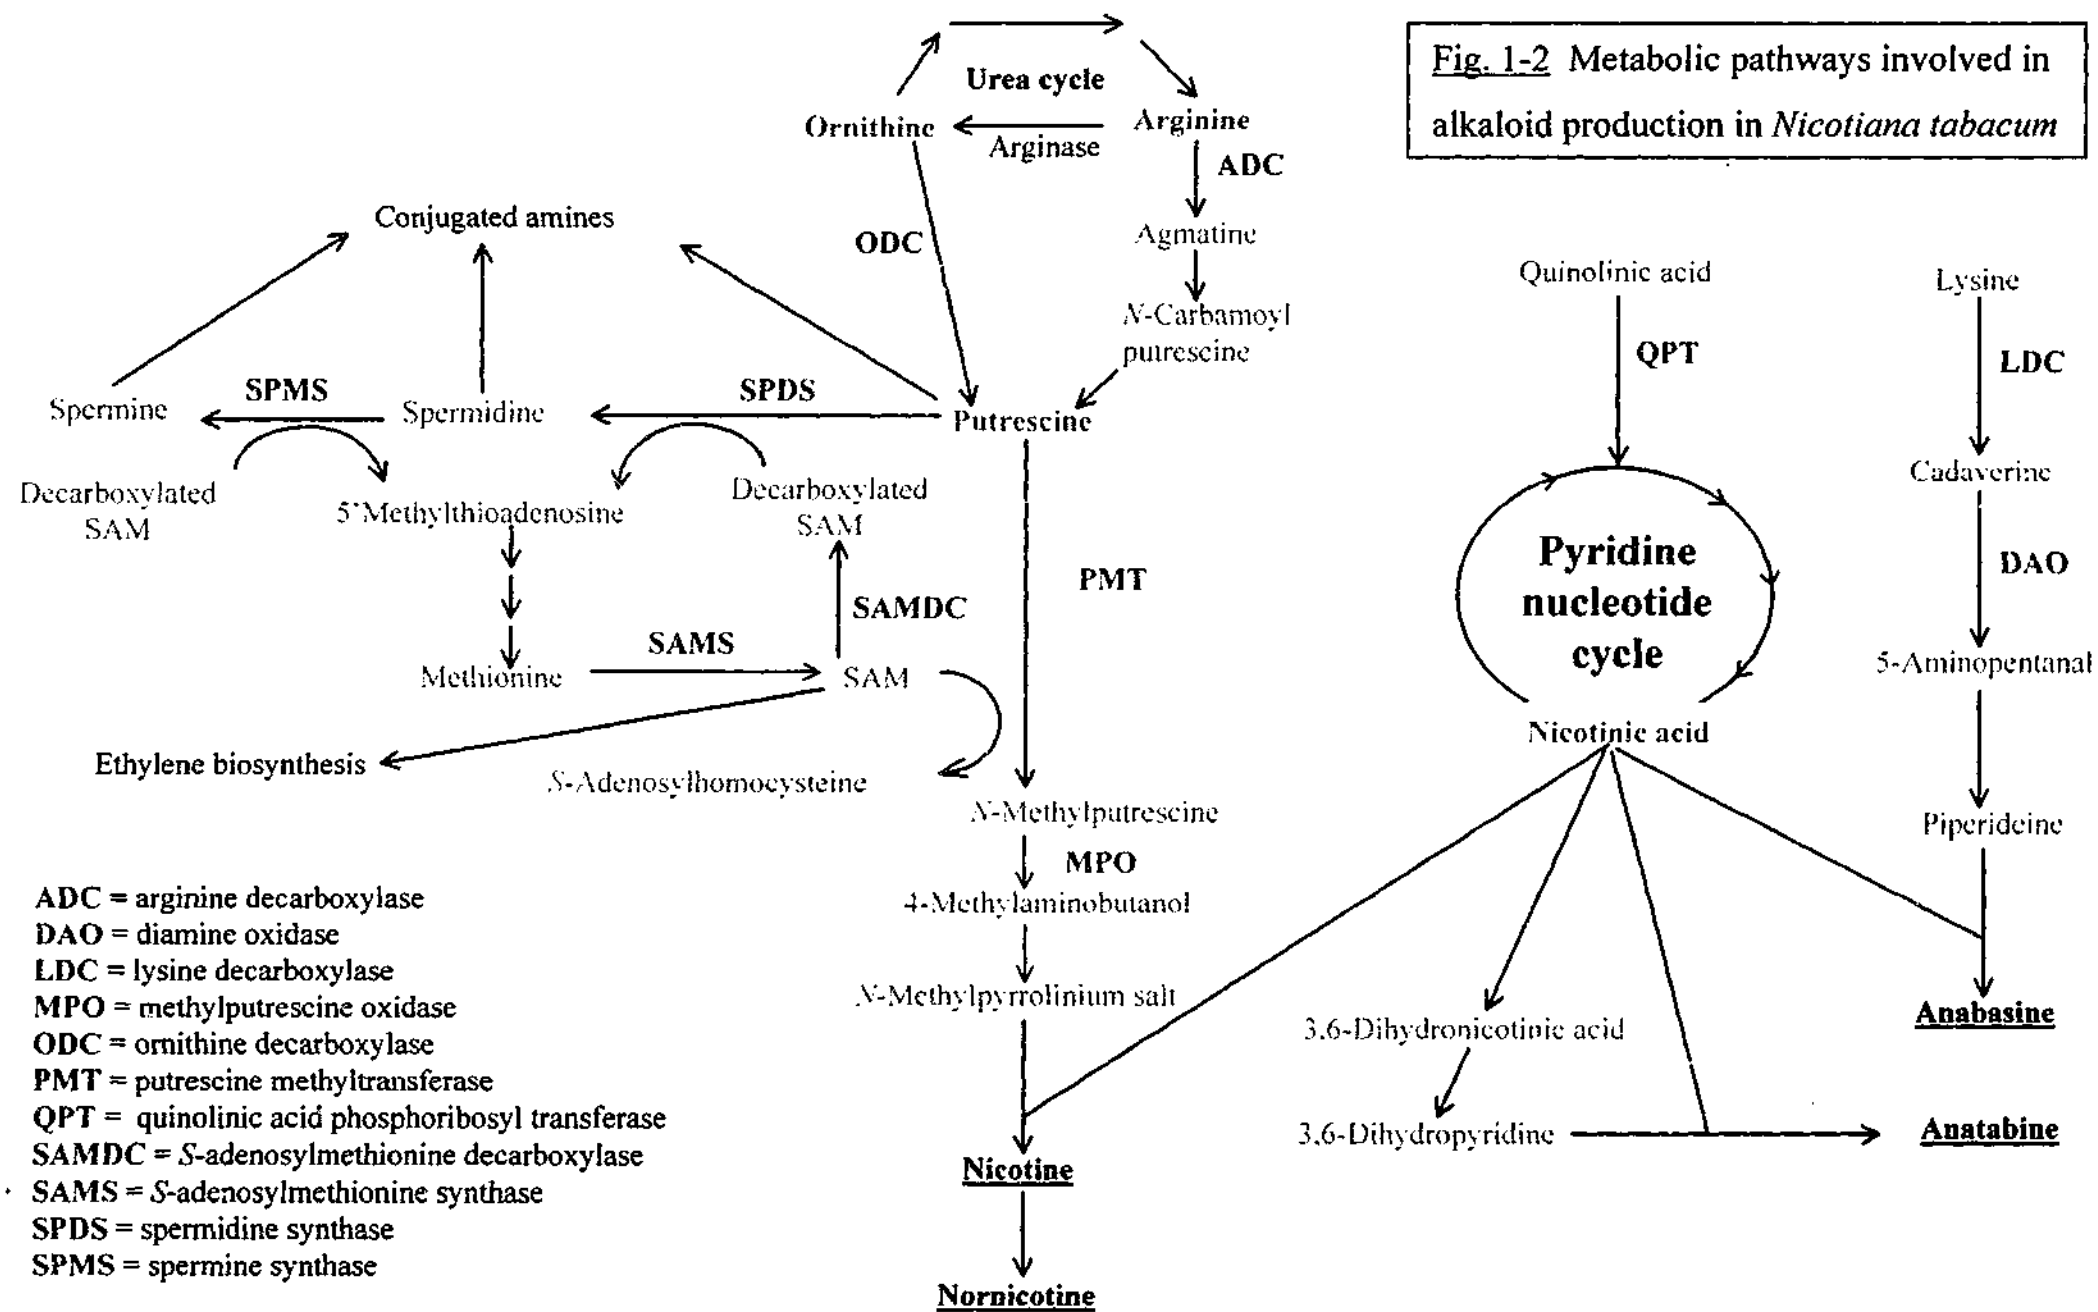 Fig. 1-2 Metabolic pathways involved in
alkaloid production in Nicotiana tabacum
Urea cycle
Ornithine
Arginine
Arginase
ADC
Conjugated amines
ODC
Agmatine
Quinolinic acid
Lysine
N-Carbamoyl
putrescine
QPT
LDC
SPMS
SPDS
Spermine
Spermidine
Putrescine
Cadaverine
Decarboxylated
SAM
5'Methylthioadenosine
Decarboxylated
SAM
Pyridine
nucleotide
cycle
DAO
PMT
SAMDC
SAMS
Methionine
SAM
5-Aminopentanal
Nicotinic acid
Ethylene biosynthesis
S-Adenosylhomocysteine
N-Methylputrescine
Piperideine
MPO
4-Methylaminobutanol
N-Methylpyrrolinium salt
Anabasine
3,6-Dihydronicotinic acid
3,6-Dihydropyridine
Anatabine
Nicotine
Nornicotine
ADC = arginine decarboxylase
DAO = diamine oxidase
LDC = lysine decarboxylase
MPO = methylputrescine oxidase
ODC = ornithine decarboxylase
PMT = putrescine methyltransferase
QPT = quinolinic acid phosphoribosyl transferase
SAMDC = S-adenosylmethionine decarboxylase
SAMS = S-adenosylmethionine synthase
SPDS = spermidine synthase
SPMS = spermine synthase